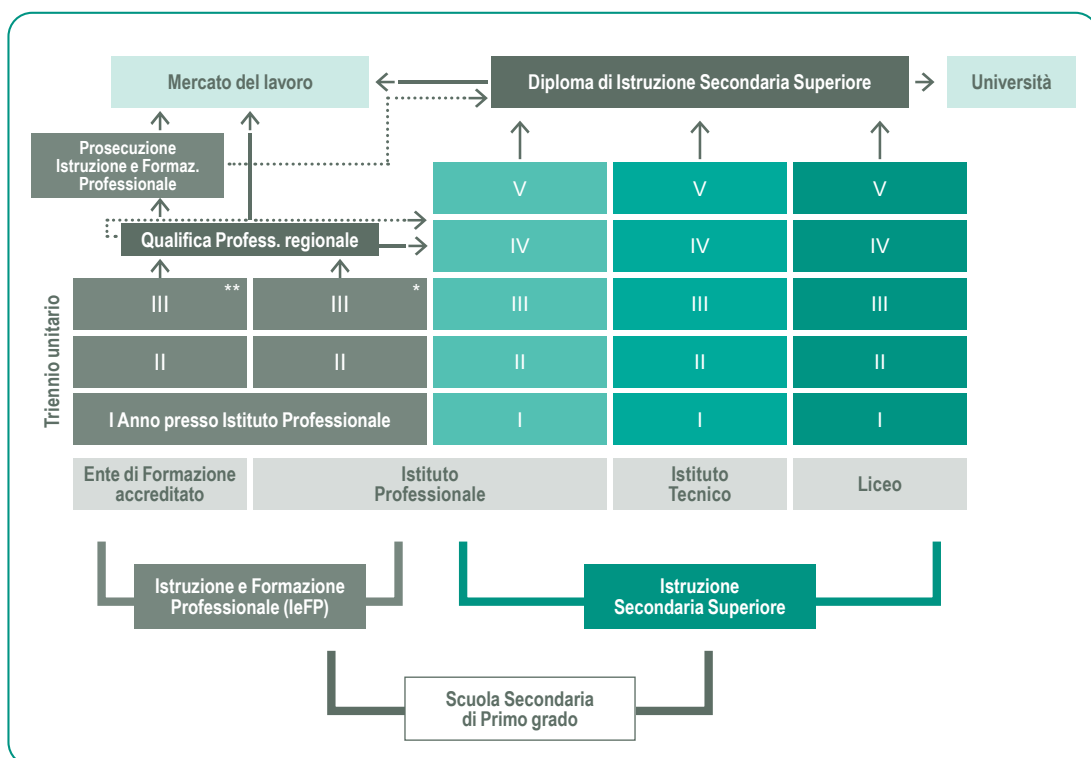 Mercato del lavoro
Diploma di Istruzione Secondaria Superiore
Università
Prosecuzione
Istruzione e Formaz.
Professionale
Qualifica Profess. regionale
V
V
V
IV
IV
IV
Triennio unitario
III **
III *
III
III
III
II
II
II
II
II
I Anno presso Istituto Professionale
I
I
I
Ente di Formazione
accreditato
Istituto
Professionale
Istituto
Tecnico
Liceo
Istruzione e Formazione
Professionale (IeFP)
Istruzione
Secondaria Superiore
Scuola Secondaria
di Primo grado